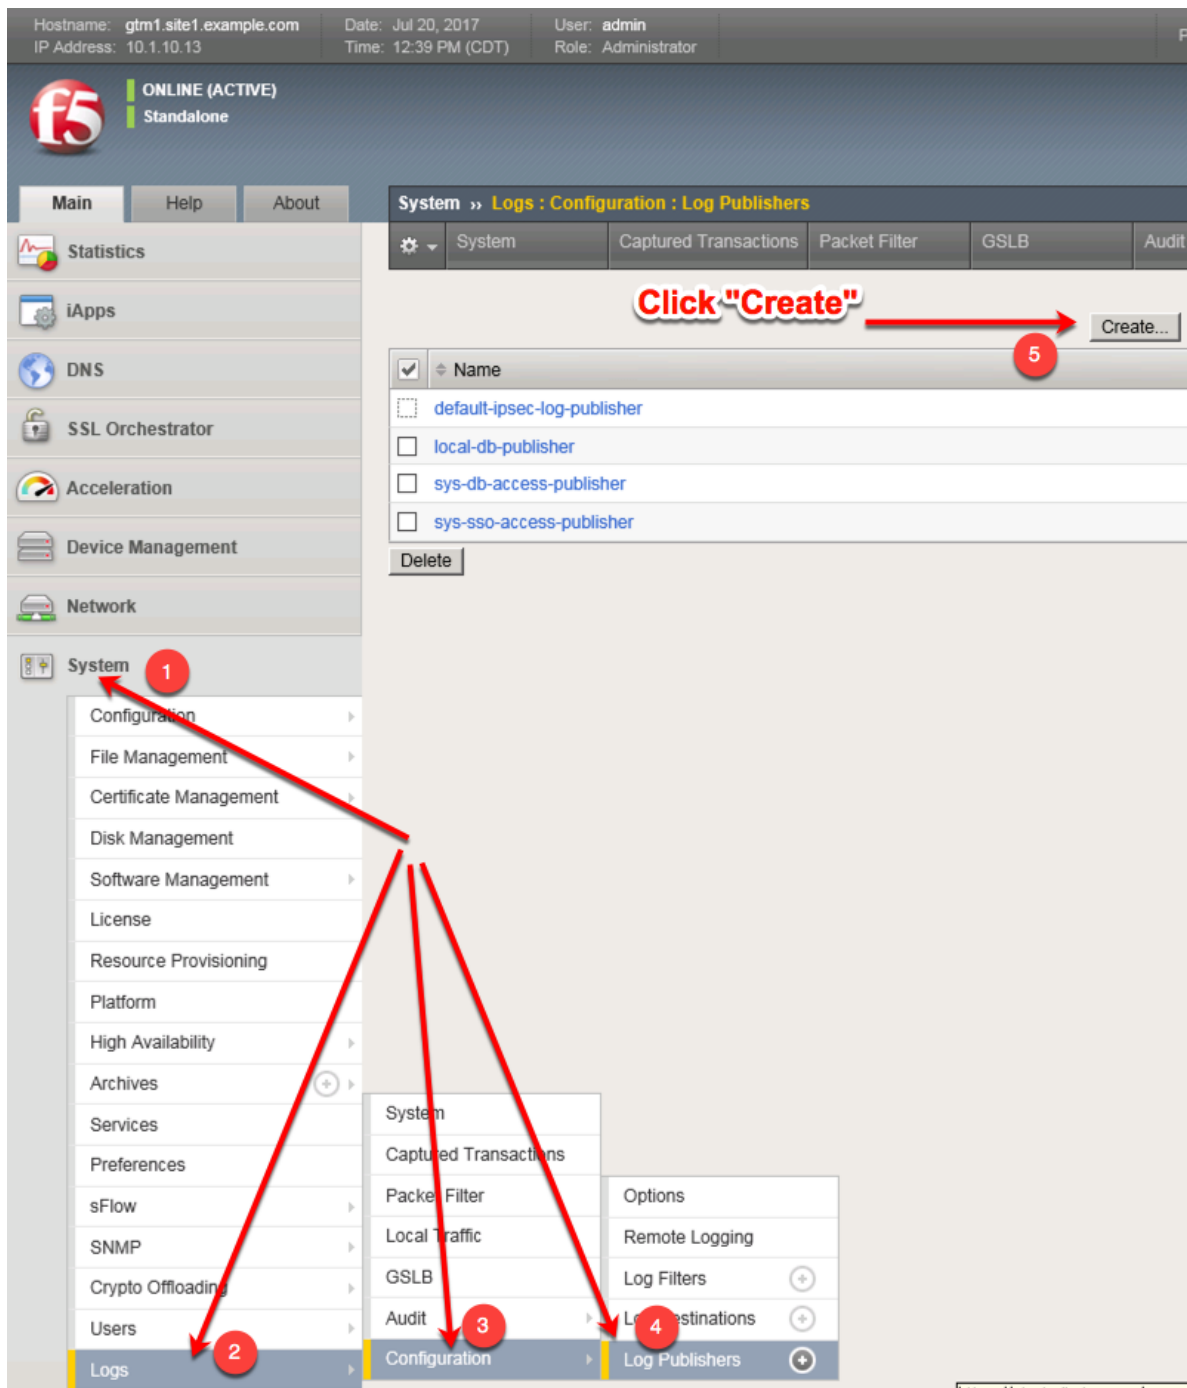 Hostname: gtm1.site1.example.com Date: Jul 20, 2017 User: admin
IP Address: 10.1.10.13 Time: 12:39 PM (CDT) Role: Administrator
f5
ONLINE (ACTIVE)
Standalone
Main Help About
System ›› Logs : Configuration : Log Publishers
System Captured Transactions Packet Filter GSLB Audit
Statistics
iApps
DNS
SSL Orchestrator
Acceleration
Device Management
Network
System 1
Click "Create"
Create...
5
Name
default-ipsec-log-publisher
local-db-publisher
sys-db-access-publisher
sys-sso-access-publisher
Delete
Configuration
File Management
Certificate Management
Disk Management
Software Management
License
Resource Provisioning
Platform
High Availability
Archives
Services
Preferences
sFlow
SNMP
Crypto Offloading
Users
Logs 2
System
Captured Transactions
Packet Filter
Local Traffic
GSLB
Audit 3
Configuration
Options
Remote Logging
Log Filters
4
Log Publishers